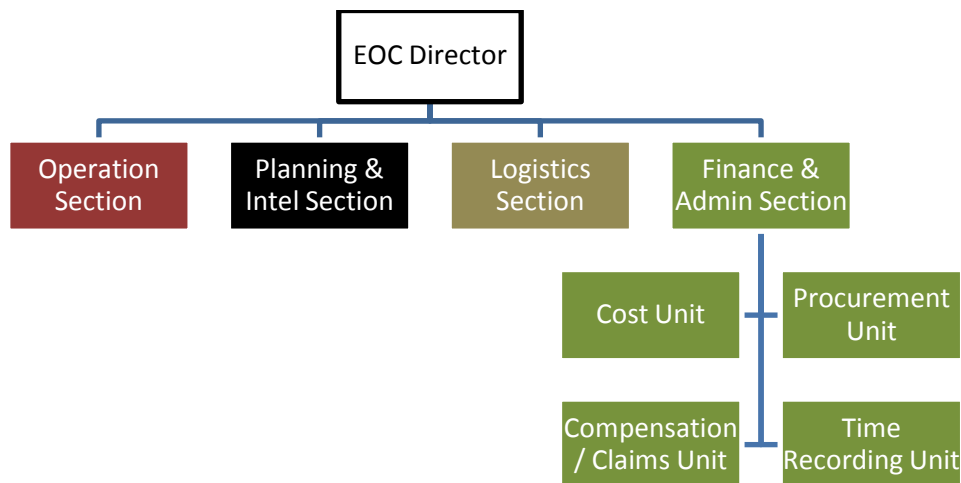 EOC Director
Operation
Section
Planning &
Intel Section
Logistics
Section
Finance &
Admin Section
Cost Unit
Procurement
Unit
Compensation
/ Claims Unit
Time
Recording Unit